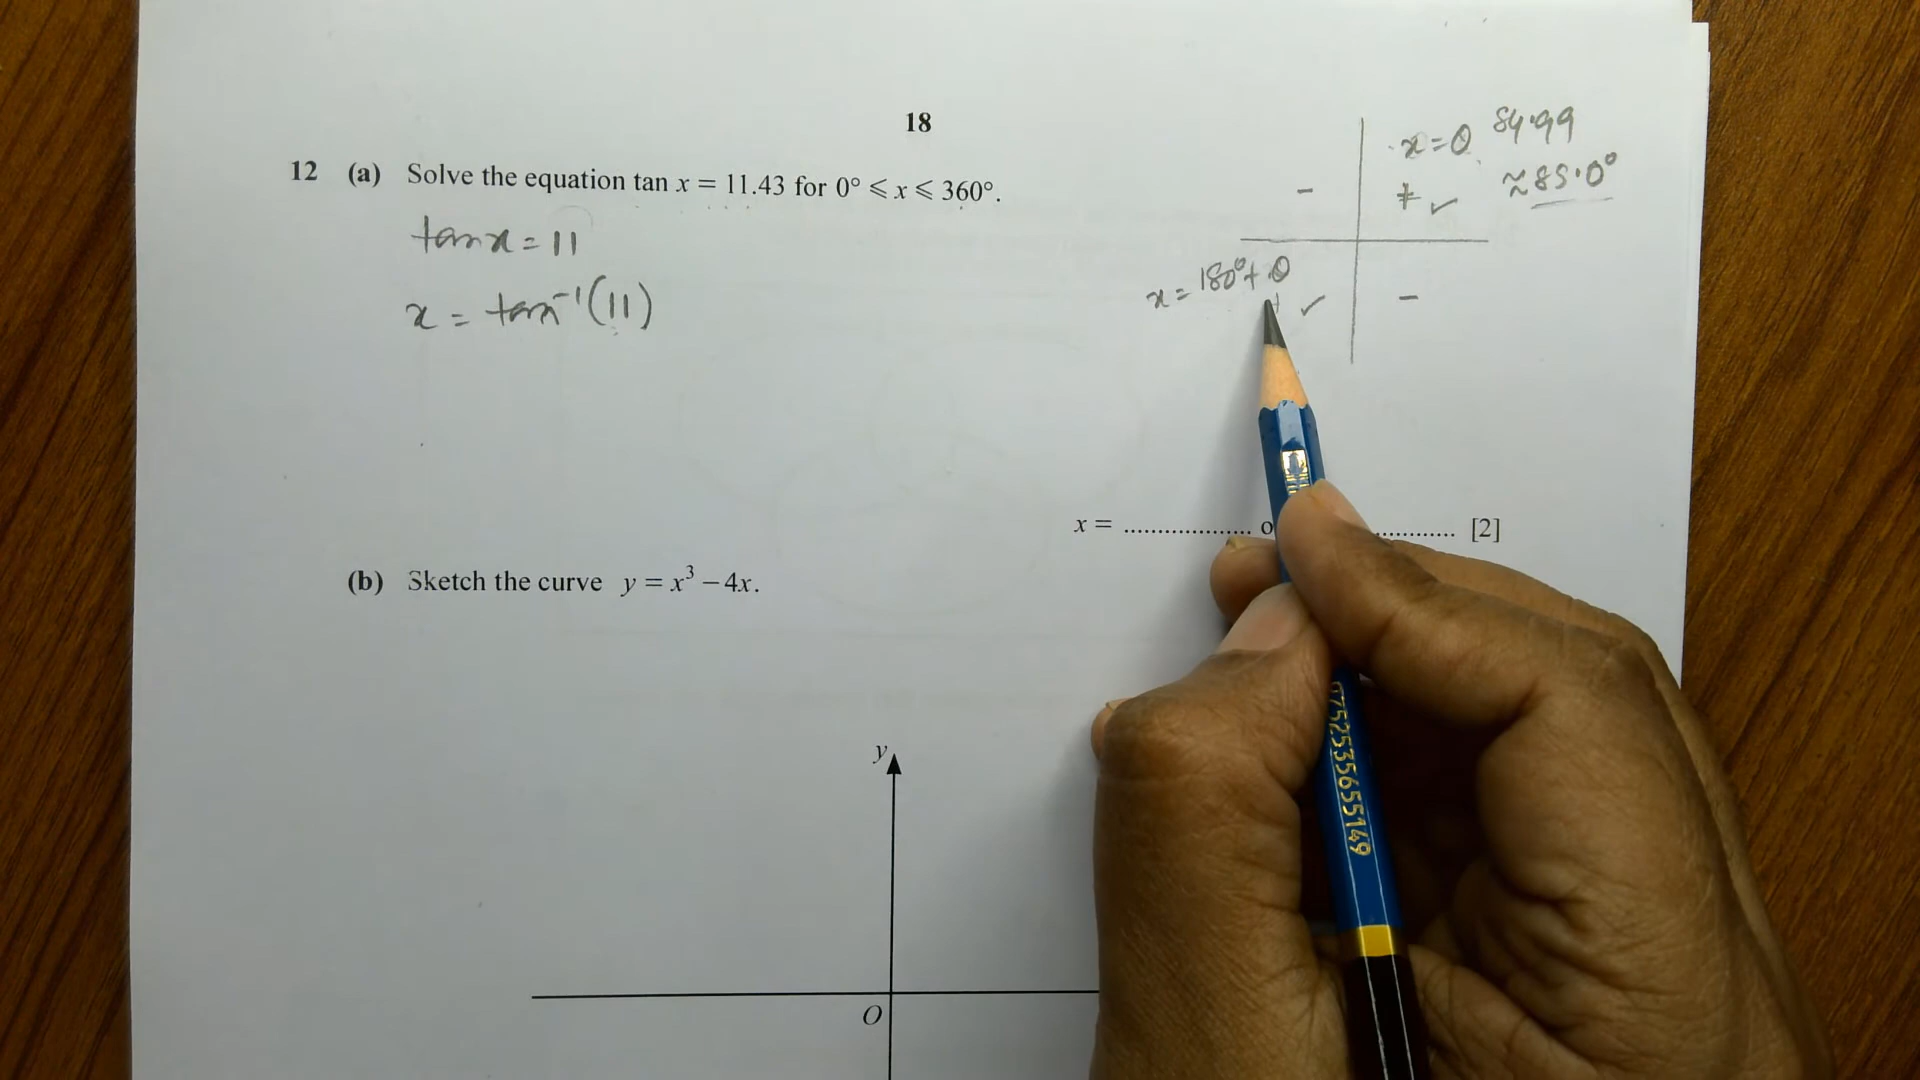 18
12 (a) Solve the equation tan x = 11.43 for 0° ⩽ x ⩽ 360°.
tan x = 11
x = tan⁻¹(11)
x = θ 84.99
≈ 85.0°
- + ✓
x = 180° + θ
+ ✓ -
x = .................... o ............. [2]
(b) Sketch the curve y = x³ – 4x.
y
O
0752535655149